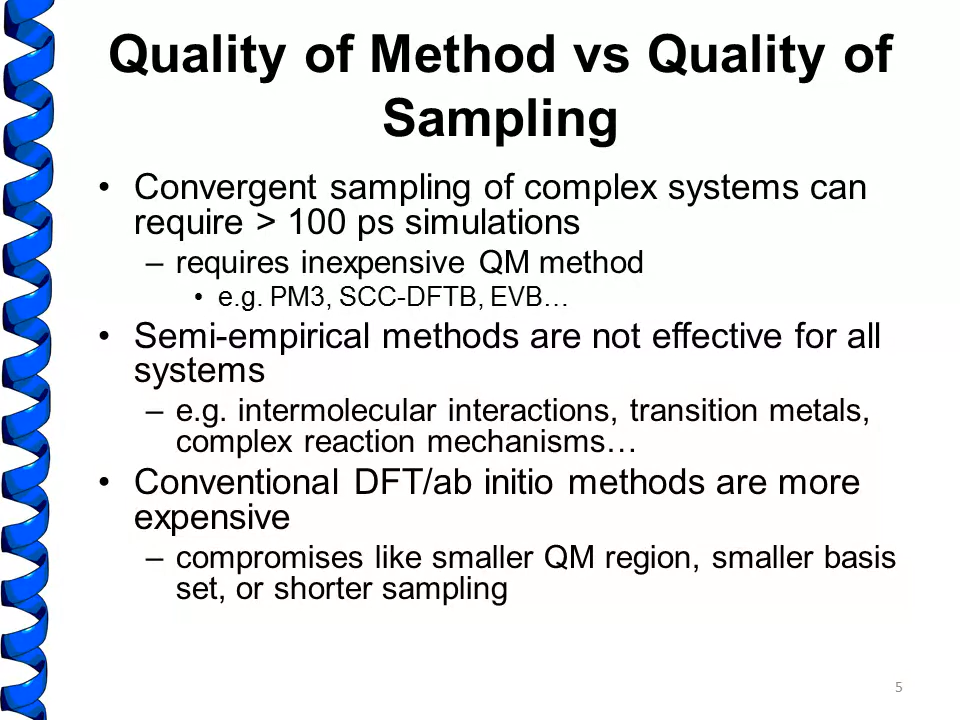 Quality of Method vs Quality of
Sampling
• Convergent sampling of complex systems can
require > 100 ps simulations
– requires inexpensive QM method
• e.g. PM3, SCC-DFTB, EVB…
• Semi-empirical methods are not effective for all
systems
– e.g. intermolecular interactions, transition metals,
complex reaction mechanisms…
• Conventional DFT/ab initio methods are more
expensive
– compromises like smaller QM region, smaller basis
set, or shorter sampling
5